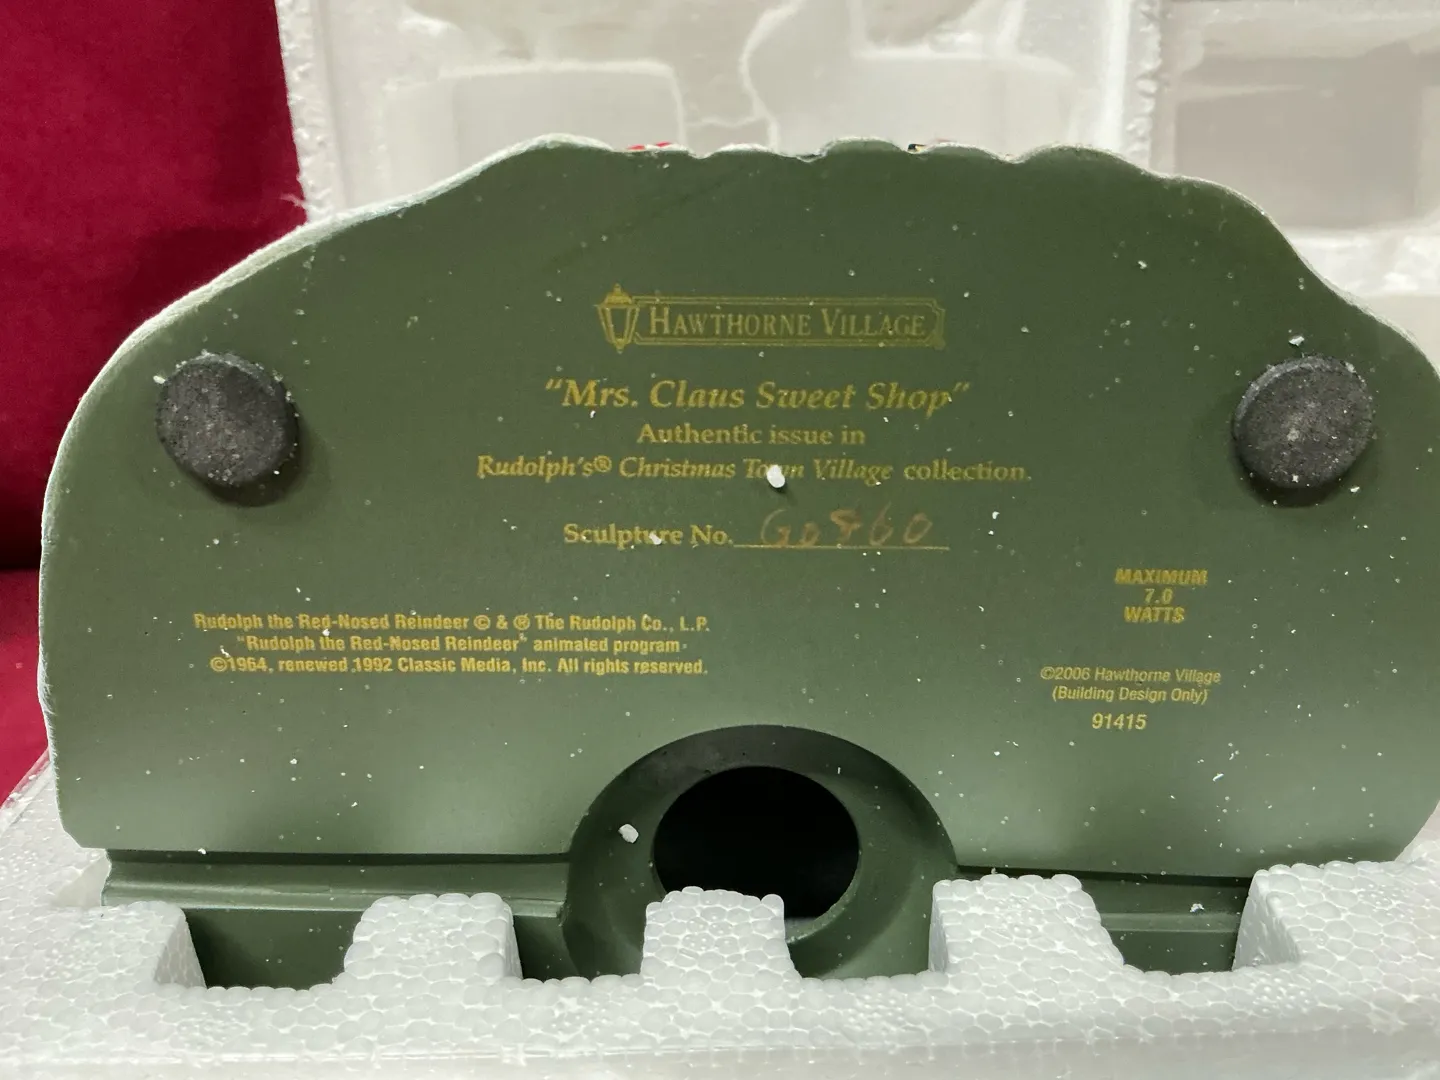 HAWTHORNE VILLAGE
"Mrs. Claus Sweet Shop"
Authentic issue in
Rudolph's® Christmas Town Village collection.
Sculpture No. G0860
MAXIMUM
7.0
WATTS
Rudolph the Red-Nosed Reindeer © & ® The Rudolph Co., L.P.
"Rudolph the Red-Nosed Reindeer" animated program
©1964, renewed 1992 Classic Media, Inc. All rights reserved.
©2006 Hawthorne Village
(Building Design Only)
91415